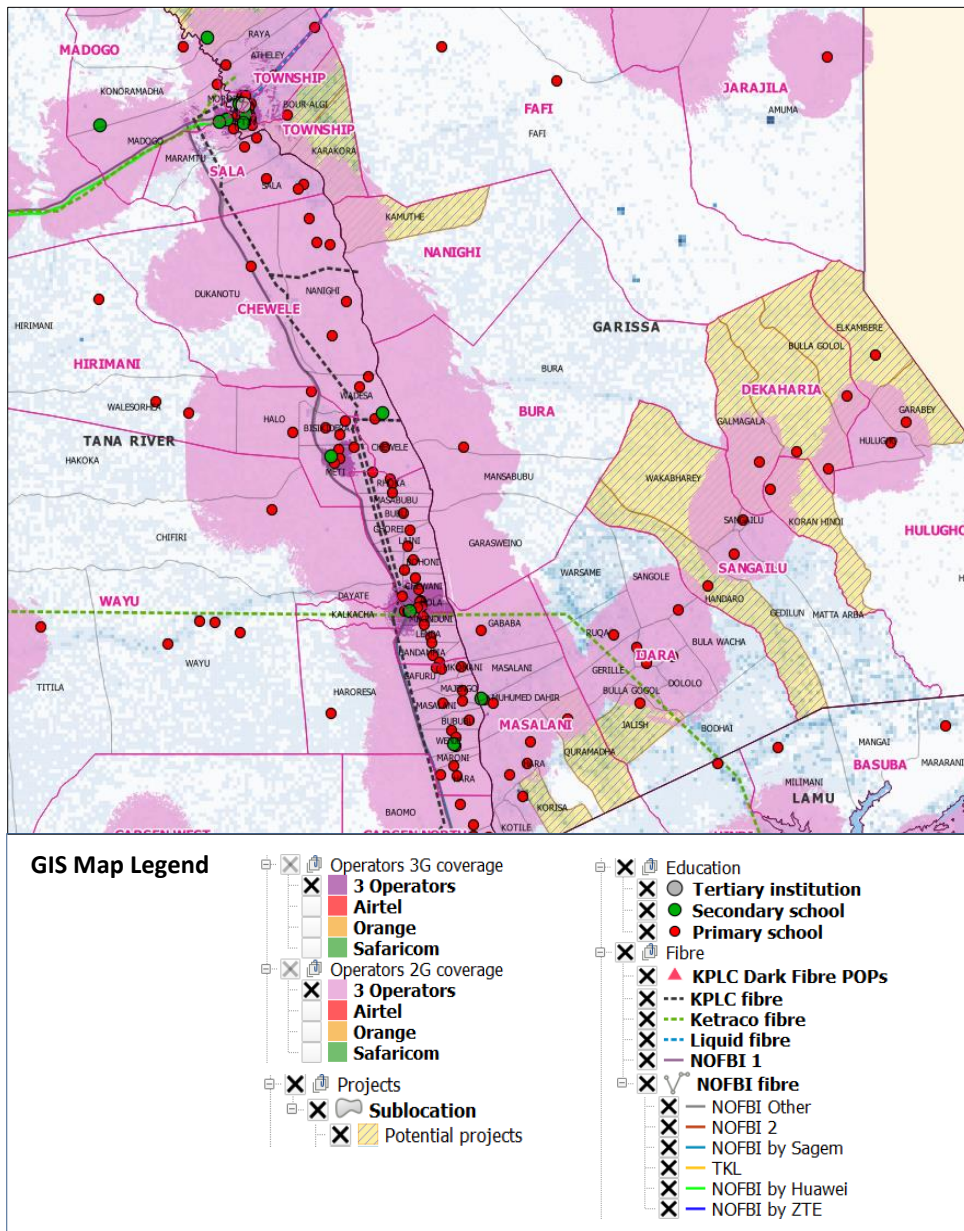 RAYA
MADOGO
ATHELEY
TOWNSHIP
JARAJILA
KONORAMADHA
BOUR-ALGI
FAFI
AMUMA
TOWNSHIP
FAFI
MADOGO
KARAKORA
MARAMTU
SALA
SALA
KAMUTHE
NANIGHI
DUKANOTU
NANIGHI
CHEWELE
HIRIMANI
GARISSA
ELKAMBERE
BULLA GOLOL
HIRIMANI
BURA
DEKAHARIA
WADESA
WALESORHEA
BURA
GARABEY
HALO
GALMAGALA
TANA RIVER
CHEWELE
HULUGHO
HAKOKA
METI
MANSABUBU
WAKABHAREY
MASABUBU
SANGAILU
KORAN HINDI
CHIFIRI
HULUGHO
LAINI
GARASWEINO
SANGAILU
WARSAME
SANGOLE
WAYU
DAYATE
HANDARO
GEDILUN
MATTA ARBA
KALKACHA
GABABA
RUQA
BULA WACHA
WAYU
IJARA
MASALANI
GERILLE
TITILA
HARORESA
DOLOLO
MUHUMED DAHIR
BULLA GOGOL
MASALANI
MASALANI
BODHAI
JALISH
MANGAI
BUBUBU
QURAMADHA
BASUBA
MARARANI
MARONI
MILIMANI
LAMU
BAOMO
KORISA
KOTILE
GIS Map Legend
Operators 3G coverage
3 Operators
Airtel
Orange
Safaricom
Operators 2G coverage
3 Operators
Airtel
Orange
Safaricom
Projects
Sublocation
Potential projects
Education
Tertiary institution
Secondary school
Primary school
Fibre
KPLC Dark Fibre POPs
KPLC fibre
Ketraco fibre
Liquid fibre
NOFBI 1
NOFBI fibre
NOFBI Other
NOFBI 2
NOFBI by Sagem
TKL
NOFBI by Huawei
NOFBI by ZTE